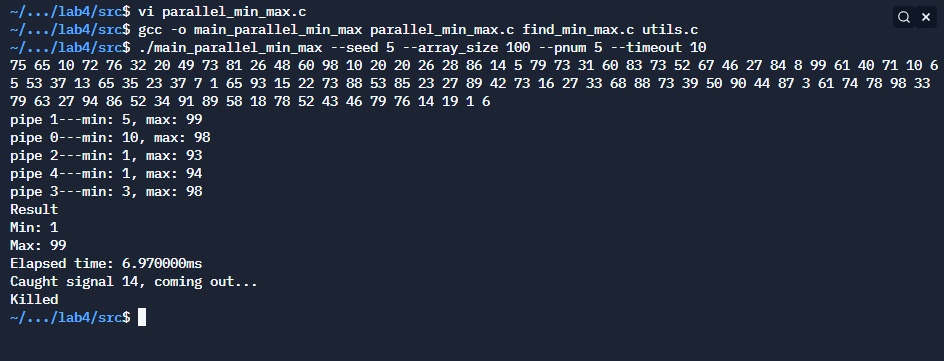 ~/.../lab4/src$ vi parallel_min_max.c
~/.../lab4/src$ gcc -o main_parallel_min_max parallel_min_max.c find_min_max.c utils.c
~/.../lab4/src$ ./main_parallel_min_max --seed 5 --array_size 100 --pnum 5 --timeout 10
75 65 10 72 76 32 20 49 73 81 26 48 60 98 10 20 20 26 28 86 14 5 79 73 31 60 83 73 52 67 46 27 84 8 99 61 40 71 10 6
5 53 37 13 65 35 23 37 7 1 65 93 15 22 73 88 53 85 23 27 89 42 73 16 27 33 68 88 73 39 50 90 44 87 3 61 74 78 98 33
79 63 27 94 86 52 34 91 89 58 18 78 52 43 46 79 76 14 19 1 6
pipe 1---min: 5, max: 99
pipe 0---min: 10, max: 98
pipe 2---min: 1, max: 93
pipe 4---min: 1, max: 94
pipe 3---min: 3, max: 98
Result
Min: 1
Max: 99
Elapsed time: 6.970000ms
Caught signal 14, coming out...
Killed
~/.../lab4/src$